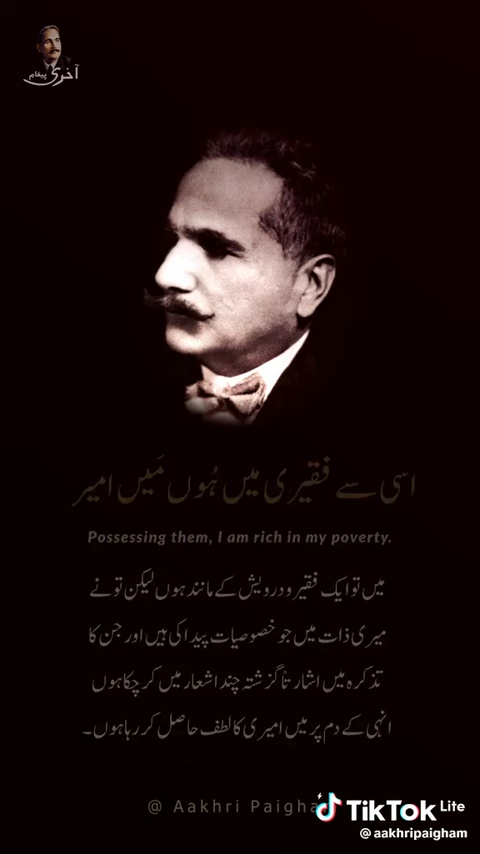 آخری پیغام
اسی سے فقیری میں ہُوں مَیں امیر
Possessing them, I am rich in my poverty.
میں تو ایک فقیر و درویش کے مانند ہوں لیکن تو نے
میری ذات میں جو خصوصیات پیدا کی ہیں اور جن کا
تذکرہ میں اشارتاً گزشتہ چند اشعار میں کر چکا ہوں
انہی کے دم پر میں امیری کا لطف حاصل کر رہا ہوں۔
@ Aakhri Paigha
TikTok Lite
@aakhripaigham